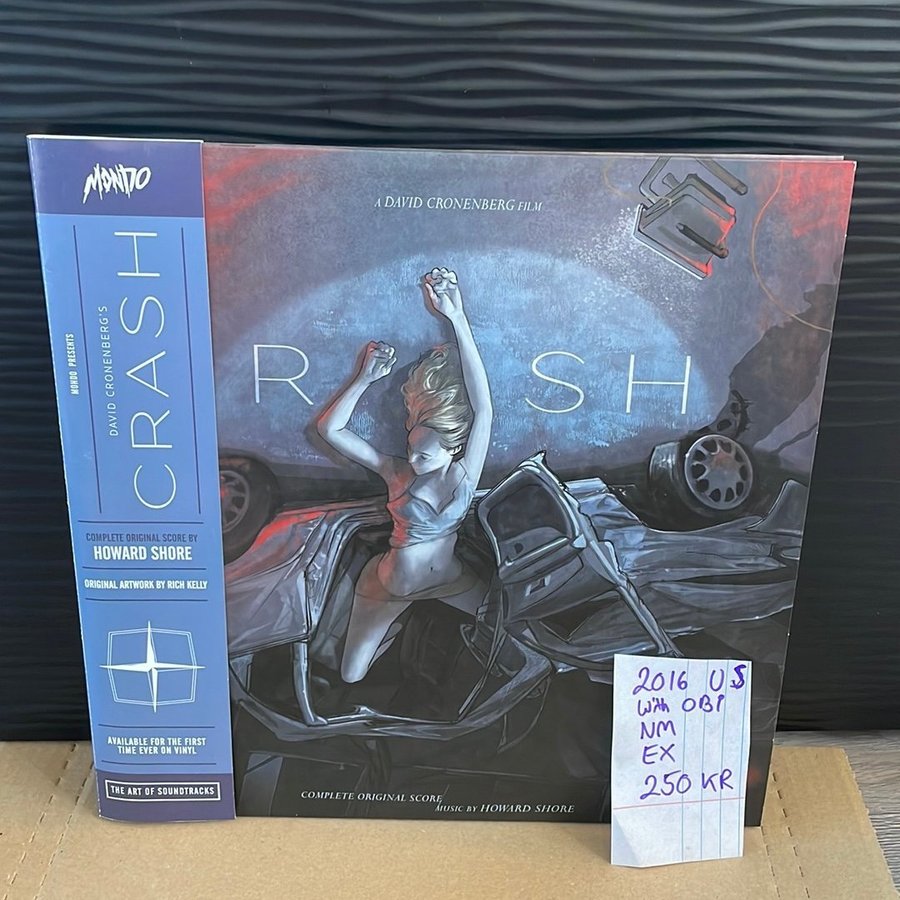 MONDO
MONDO PRESENTS
DAVID CRONENBERG'S
CRASH
COMPLETE ORIGINAL SCORE BY
HOWARD SHORE
ORIGINAL ARTWORK BY RICH KELLY
AVAILABLE FOR THE FIRST
TIME EVER ON VINYL
THE ART OF SOUNDTRACKS
A DAVID CRONENBERG FILM
R SH
COMPLETE ORIGINAL SCORE
MUSIC BY HOWARD SHORE
2016 US
With OBI
NM
EX
250 KR